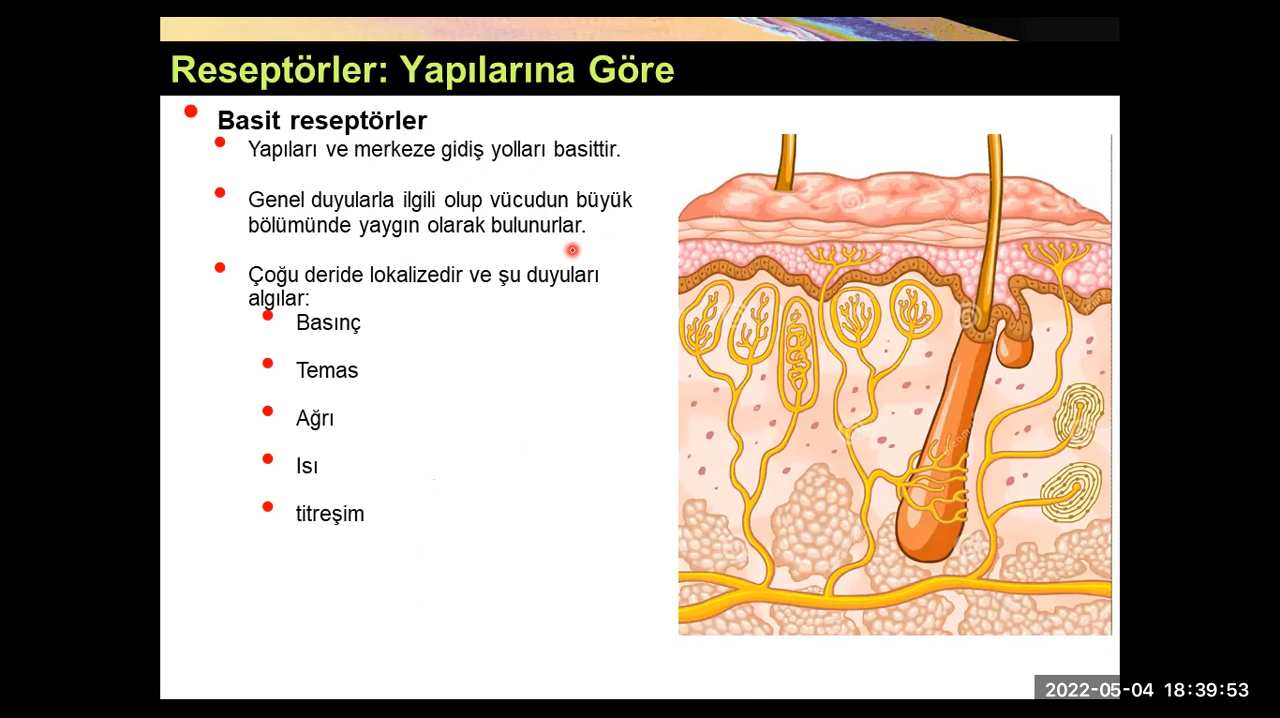 Reseptörler: Yapılarına Göre
Basit reseptörler
Yapıları ve merkeze gidiş yolları basittir.
Genel duyularla ilgili olup vücudun büyük
bölümünde yaygın olarak bulunurlar.
Çoğu deride lokalizedir ve şu duyuları
algılar:
Basınç
Temas
Ağrı
Isı
titreşim
2022-05-04 18:39:53